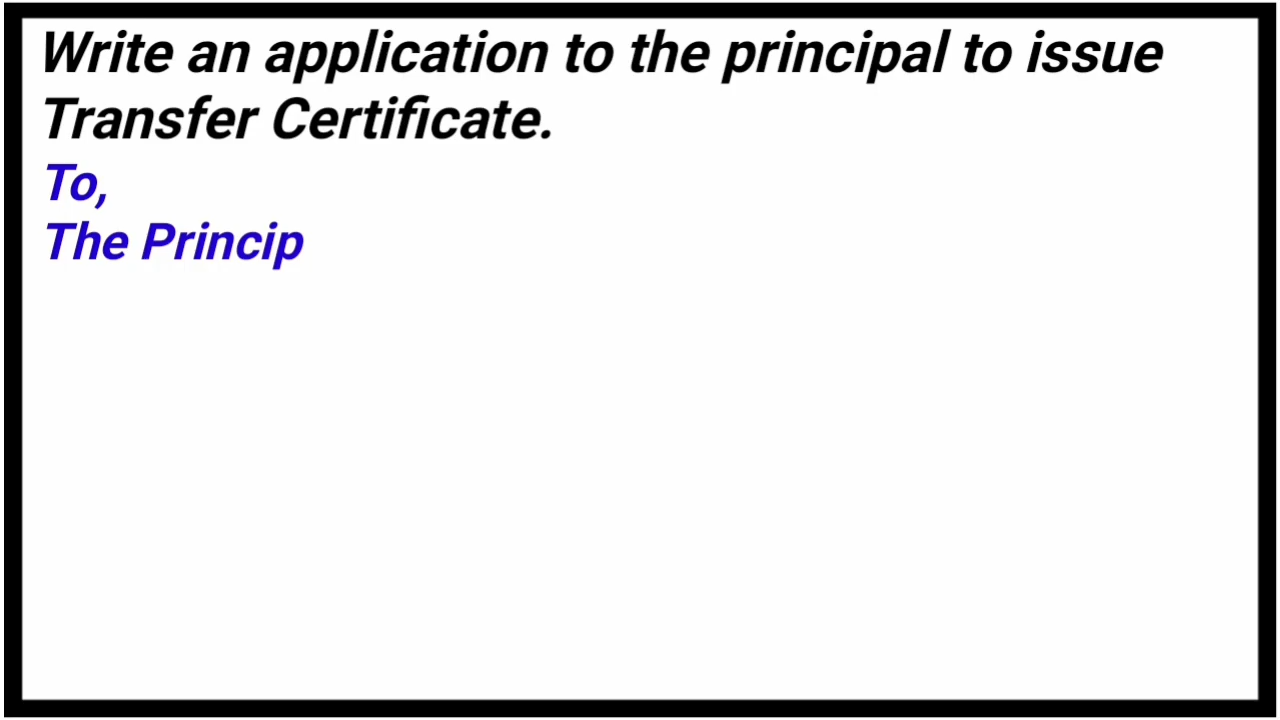 Write an application to the principal to issue
Transfer Certificate.
To,
The Princip